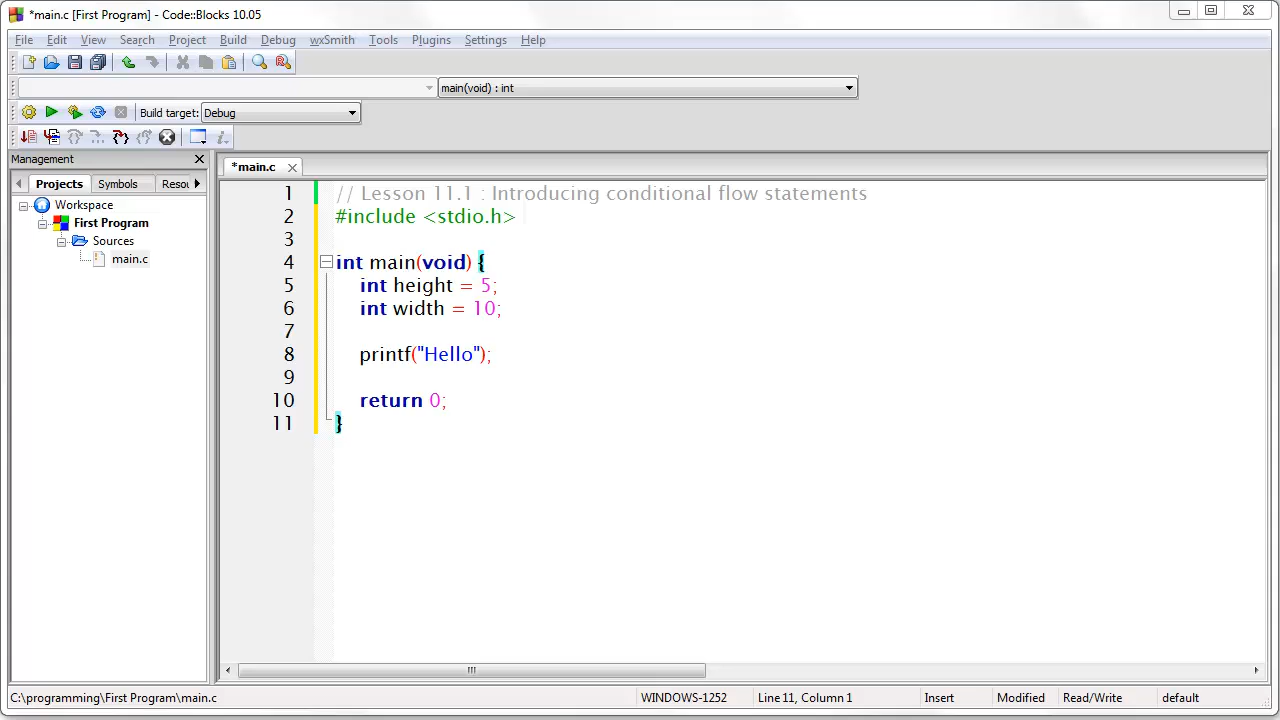 *main.c [First Program] - Code::Blocks 10.05
File Edit View Search Project Build Debug wxSmith Tools Plugins Settings Help
main(void) : int
Build target: Debug
Management
*main.c
Projects Symbols Resou
Workspace
First Program
Sources
main.c
1 // Lesson 11.1 : Introducing conditional flow statements
2 #include <stdio.h>
3
4 int main(void) {
5 int height = 5;
6 int width = 10;
7
8 printf("Hello");
9
10 return 0;
11 }
C:\programming\First Program\main.c WINDOWS-1252 Line 11, Column 1 Insert Modified Read/Write default